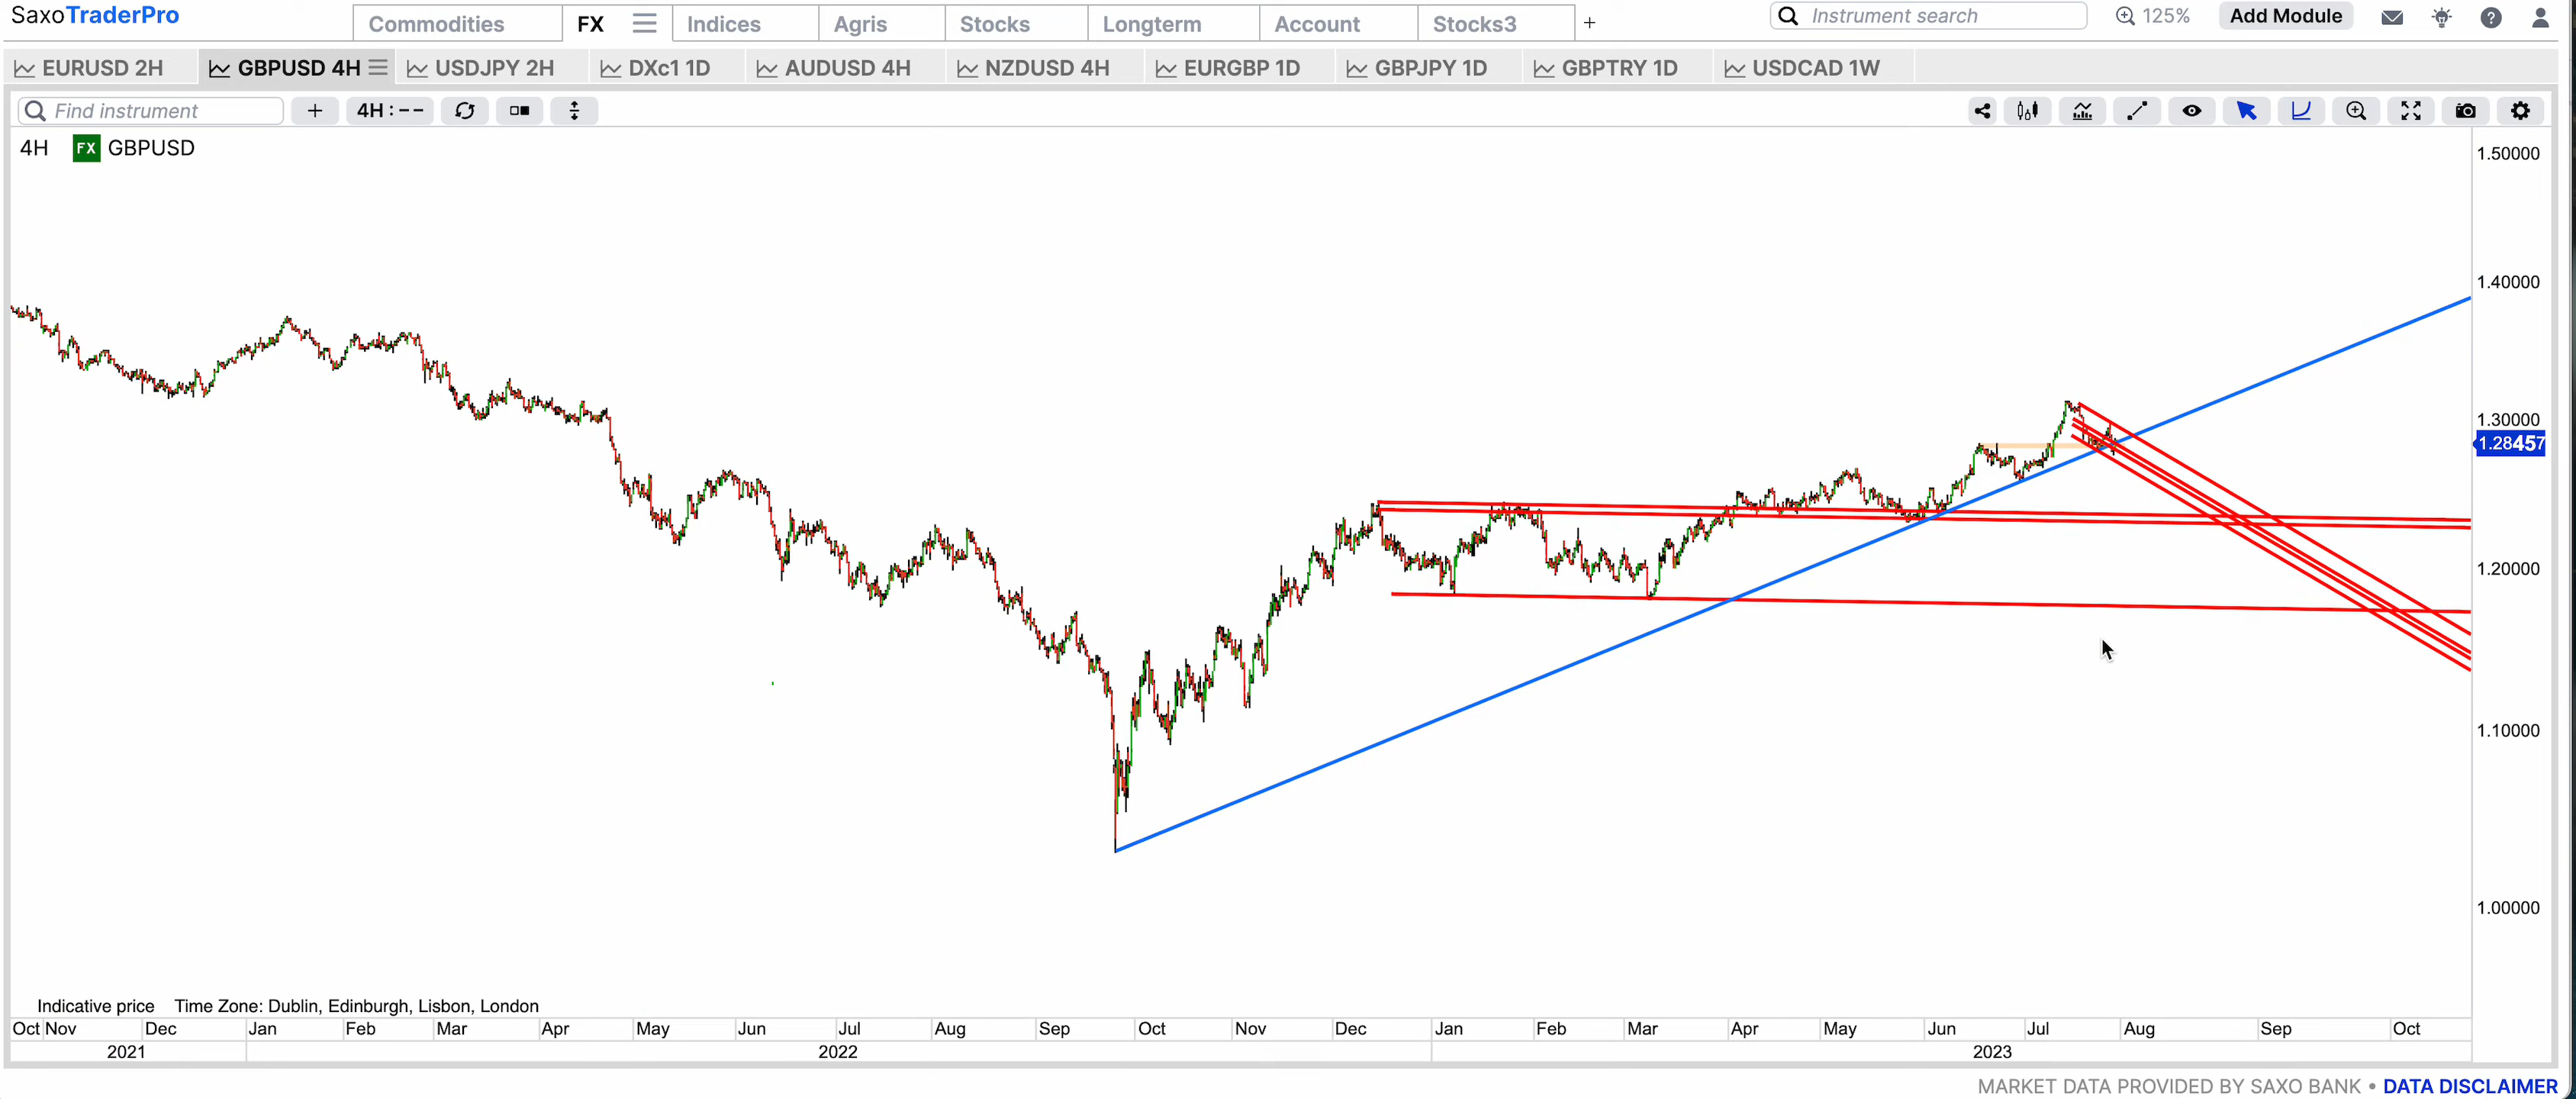 SaxoTraderPro
Commodities FX Indices Agris Stocks Longterm Account Stocks3 +
Instrument search 125% Add Module
EURUSD 2H GBPUSD 4H USDJPY 2H DXc1 1D AUDUSD 4H NZDUSD 4H EURGBP 1D GBPJPY 1D GBPTRY 1D USDCAD 1W
Find instrument + 4H : - -
4H FX GBPUSD
1.50000
1.40000
1.30000
1.28457
1.20000
1.10000
1.00000
Indicative price Time Zone: Dublin, Edinburgh, Lisbon, London
Oct Nov Dec Jan Feb Mar Apr May Jun Jul Aug Sep Oct Nov Dec Jan Feb Mar Apr May Jun Jul Aug Sep Oct
2021 2022 2023
MARKET DATA PROVIDED BY SAXO BANK • DATA DISCLAIMER